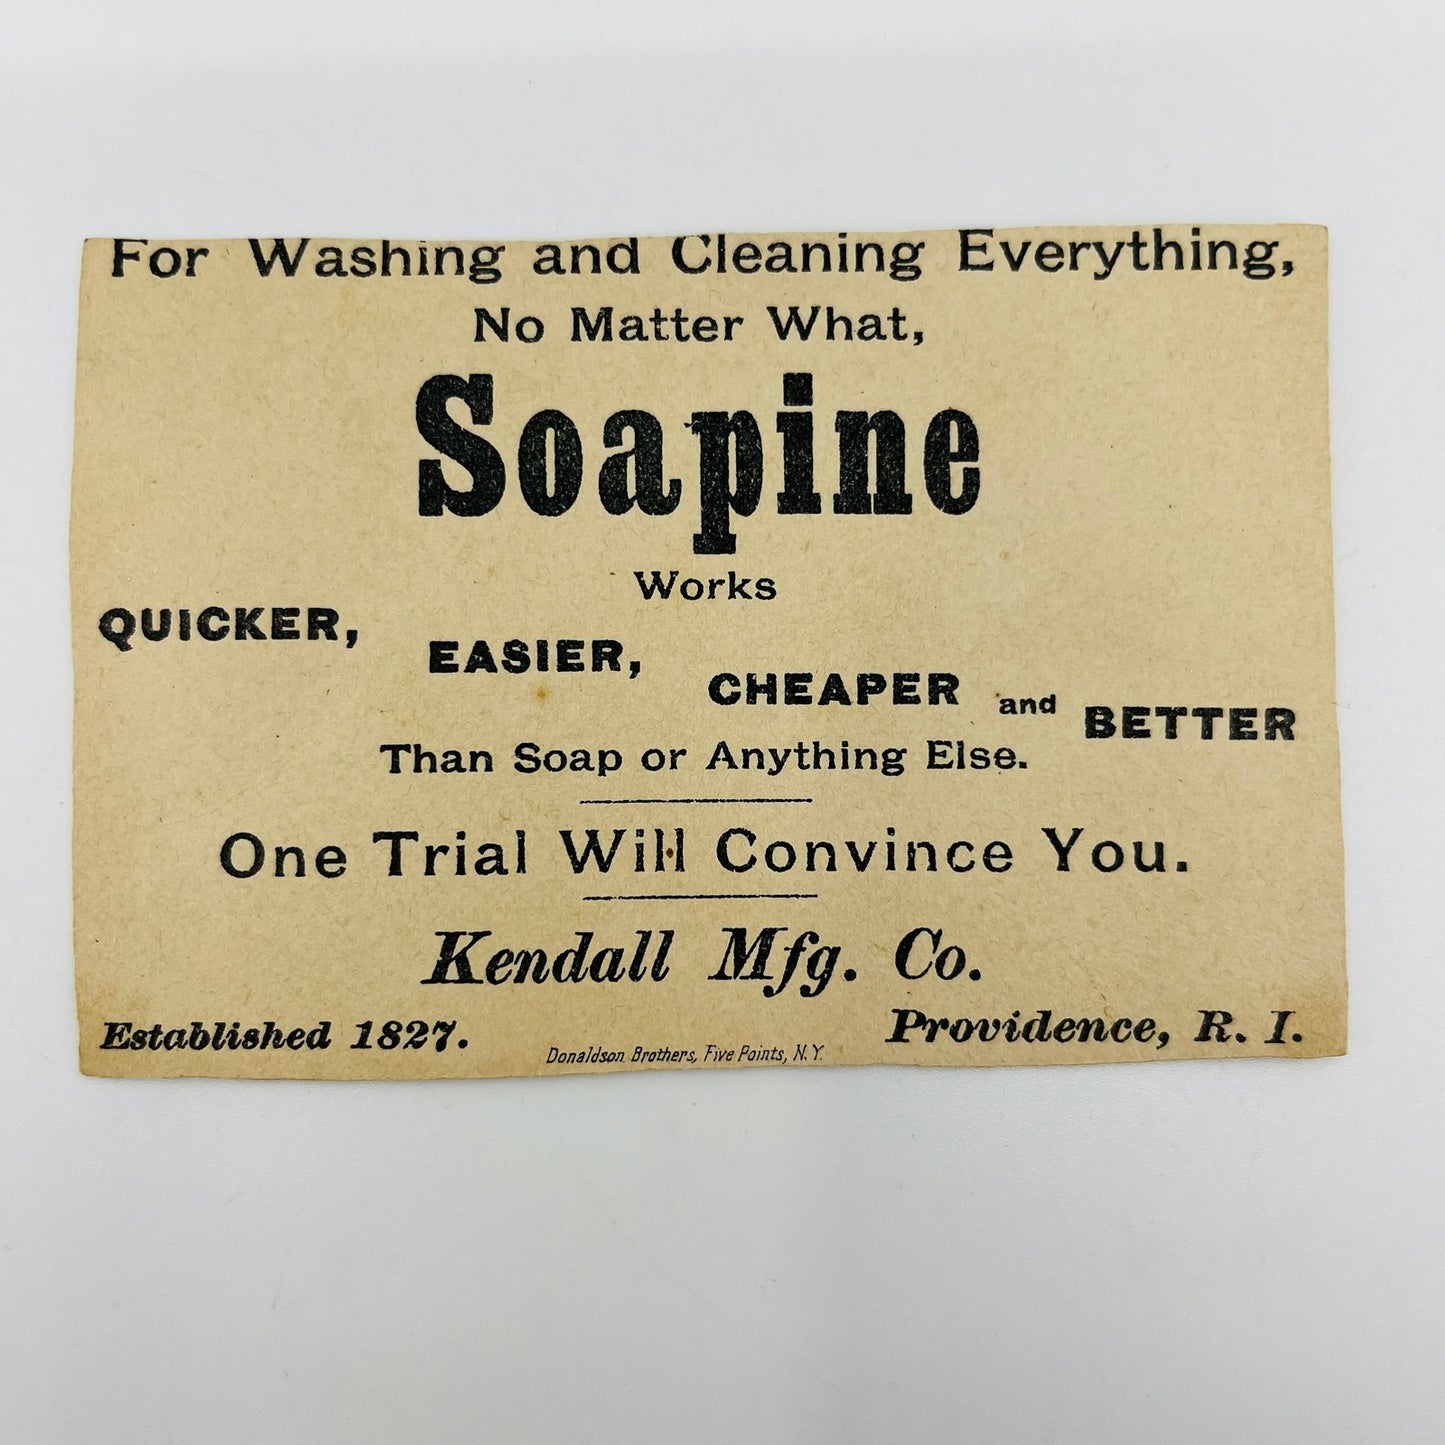 For Washing and Cleaning Everything,
No Matter What,
Soapine
Works
QUICKER, EASIER, CHEAPER and BETTER
Than Soap or Anything Else.
One Trial Will Convince You.
Kendall Mfg. Co.
Established 1827. Providence, R. I.
Donaldson Brothers, Five Points, N.Y.